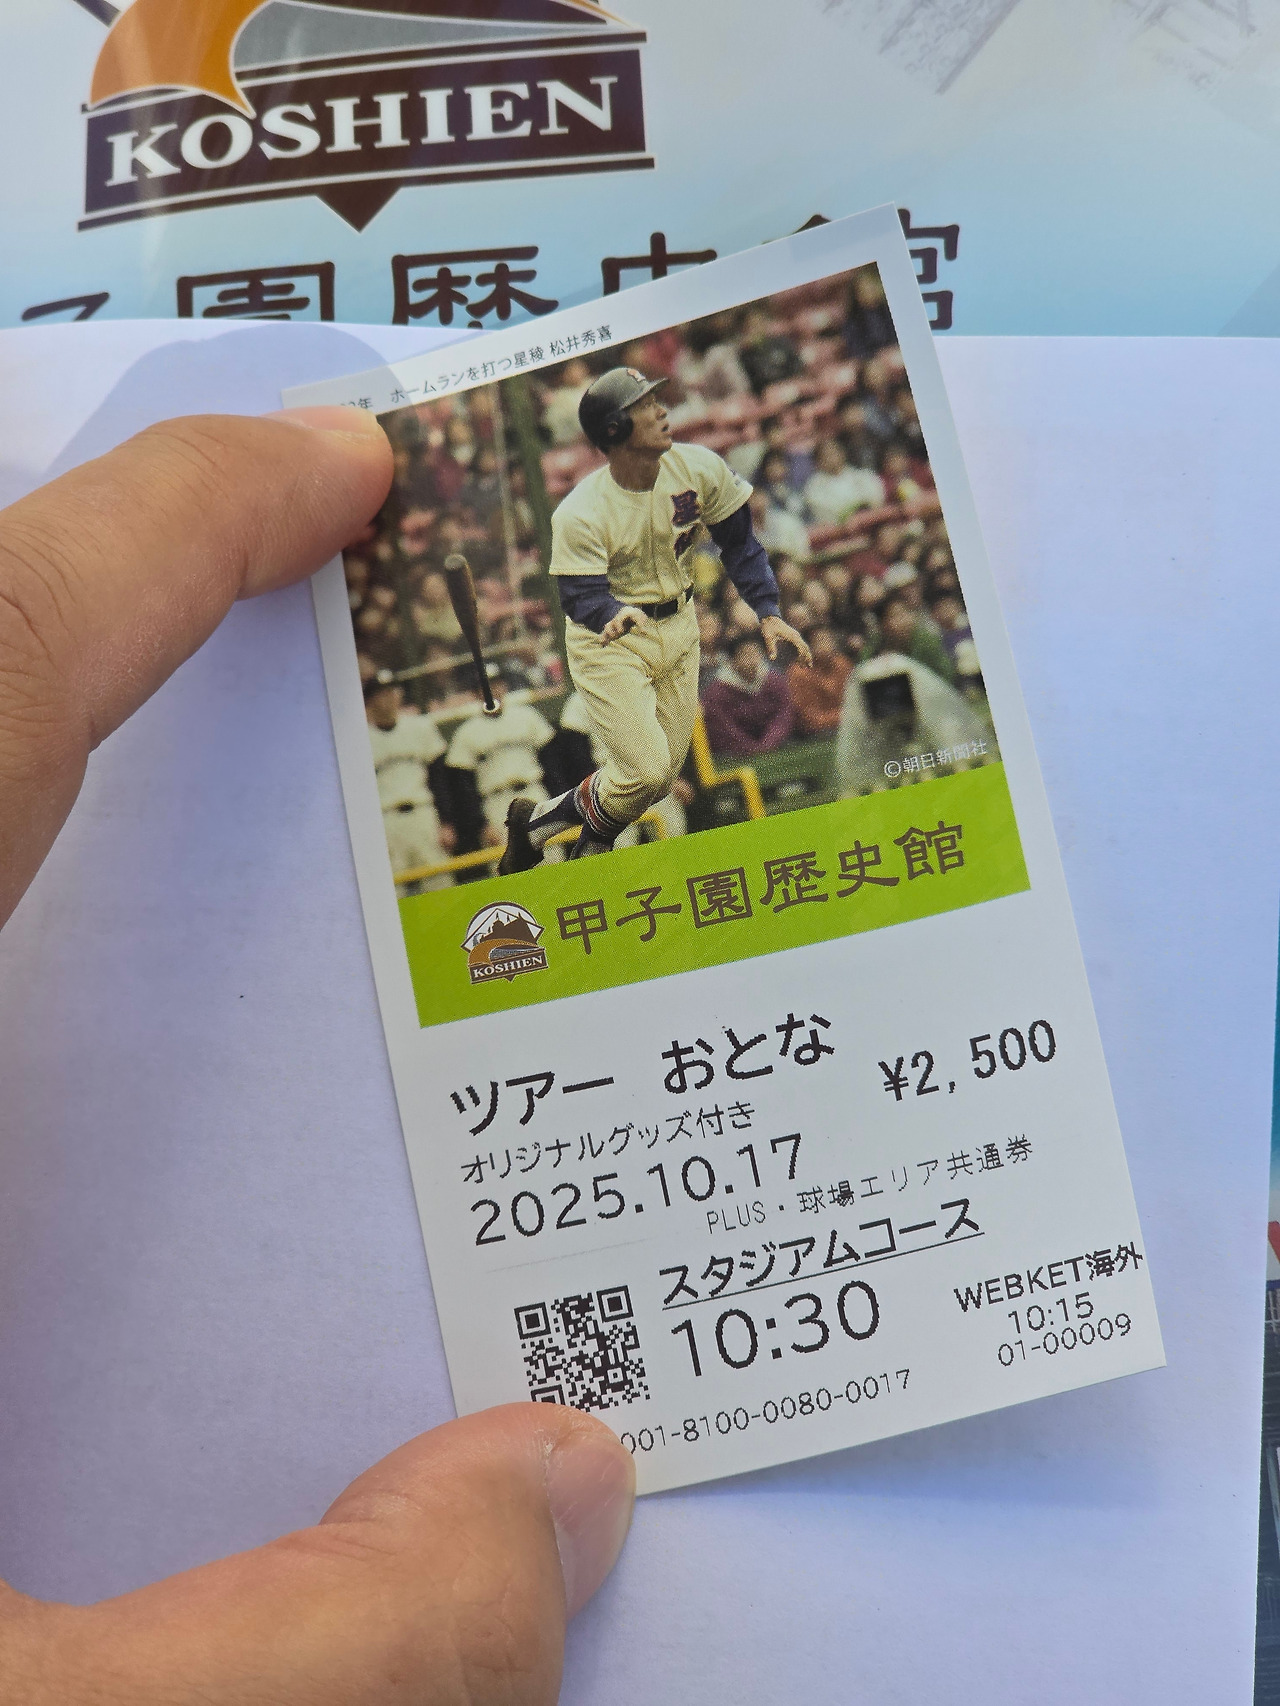 KOSHIEN
園歴史館
年 ホームランを打つ星稜 松井秀喜
©朝日新聞社
KOSHIEN
甲子園歴史館
ツアー おとな ¥2,500
オリジナルグッズ付き
2025.10.17
PLUS・球場エリア共通券
スタジアムコース
10:30
WEBKET海外
10:15
01-00009
001-8100-0080-0017